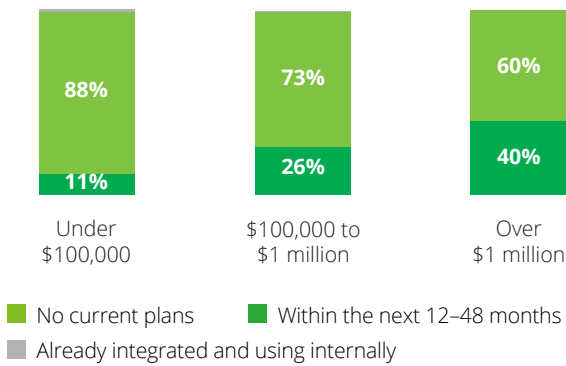 88%
73%
60%
11%
26%
40%
Under
$100,000
$100,000 to
$1 million
Over
$1 million
No current plans
Within the next 12–48 months
Already integrated and using internally